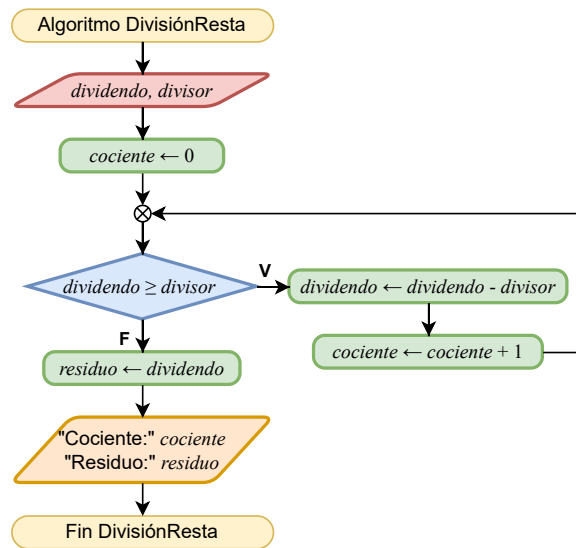 Algoritmo DivisiónResta
dividendo, divisor
cociente ← 0
dividendo ≥ divisor
V
dividendo ← dividendo - divisor
cociente ← cociente + 1
F
residuo ← dividendo
"Cociente:" cociente
"Residuo:" residuo
Fin DivisiónResta